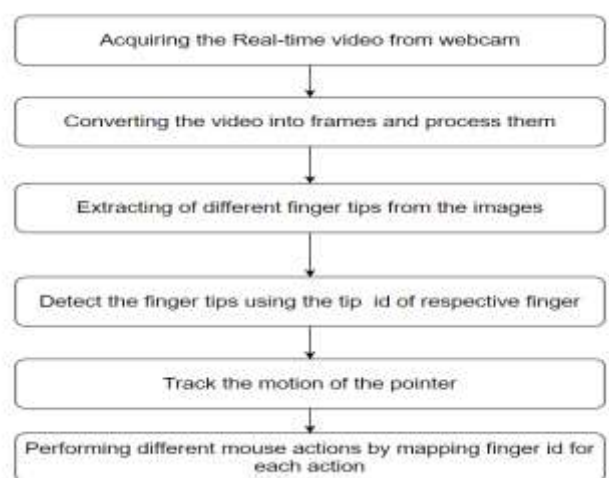 Acquiring the Real-time video from webcam
Converting the video into frames and process them
Extracting of different finger tips from the images
Detect the finger tips using the tip id of respective finger
Track the motion of the pointer
Performing different mouse actions by mapping finger id for
each action